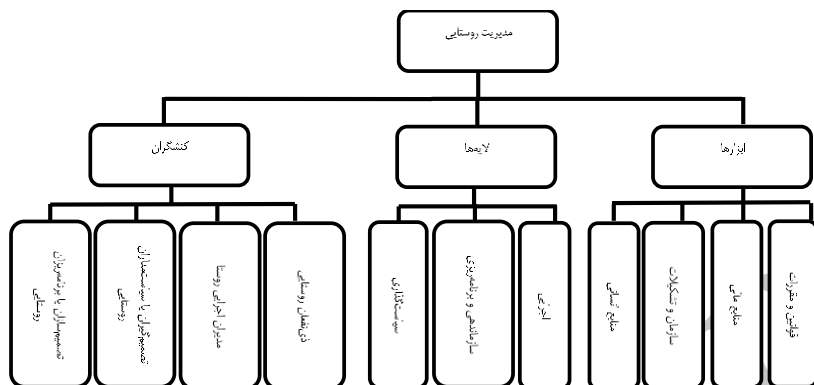 مدیریت روستایی
ابزارها
لایه‌ها
کنشگران
قوانین و مقررات
منابع مالی
سازمان و تشکیلات
منابع انسانی
اجرایی
سازماندهی و برنامه‌ریزی
سیاستگذاری
ذی‌نفعان روستایی
مدیران اجرایی روستا
تصمیم‌گیران یا سیاستمداران
روستایی
تصمیم‌سازان یا برنامه‌ریزان
روستایی